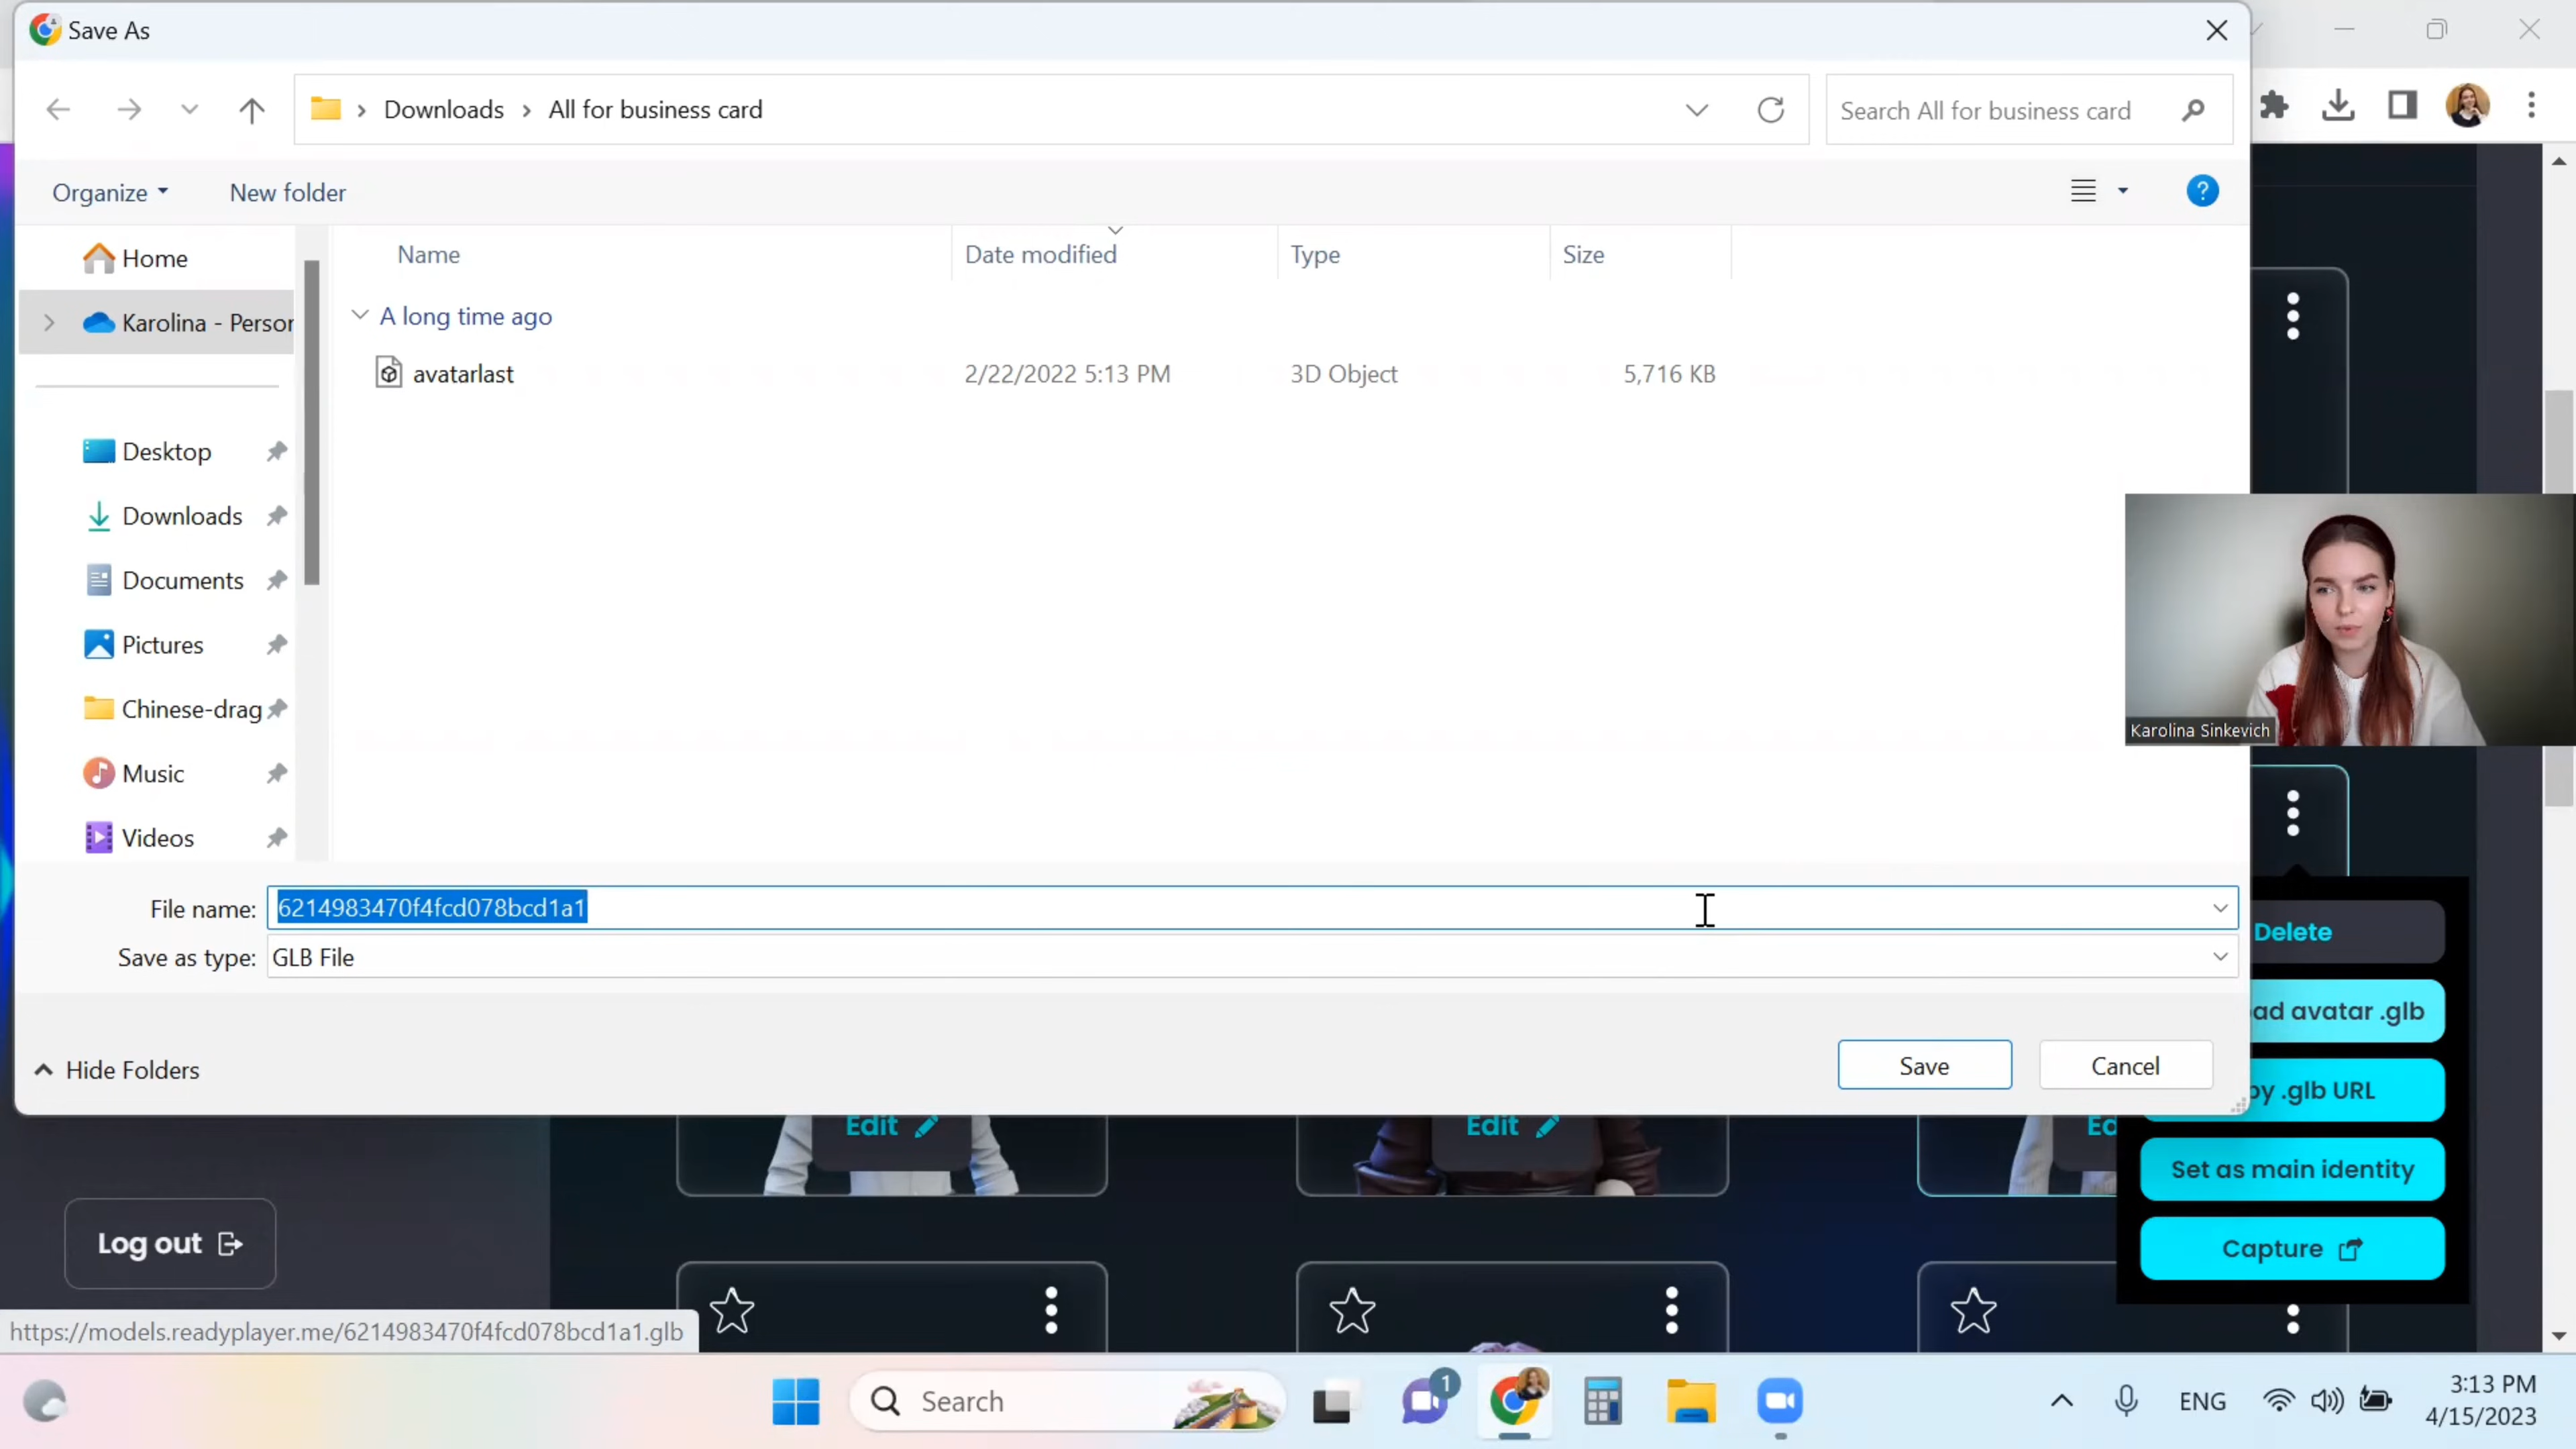 Save As
Downloads > All for business card
Search All for business card
Organize
New folder
Name
Date modified
Type
Size
Home
Karolina - Person
A long time ago
avatarlast
2/22/2022 5:13 PM
3D Object
5,716 KB
Desktop
Downloads
Documents
Pictures
Chinese-drag
Music
Videos
Karolina Sinkevich
File name:
6214983470f4fcd078bcd1a1
Save as type:
GLB File
Hide Folders
Save
Cancel
Delete
ad avatar .glb
py .glb URL
Set as main identity
Capture
Edit
Edit
Ed
Log out
https://models.readyplayer.me/6214983470f4fcd078bcd1a1.glb
Search
1
ENG
3:13 PM
4/15/2023